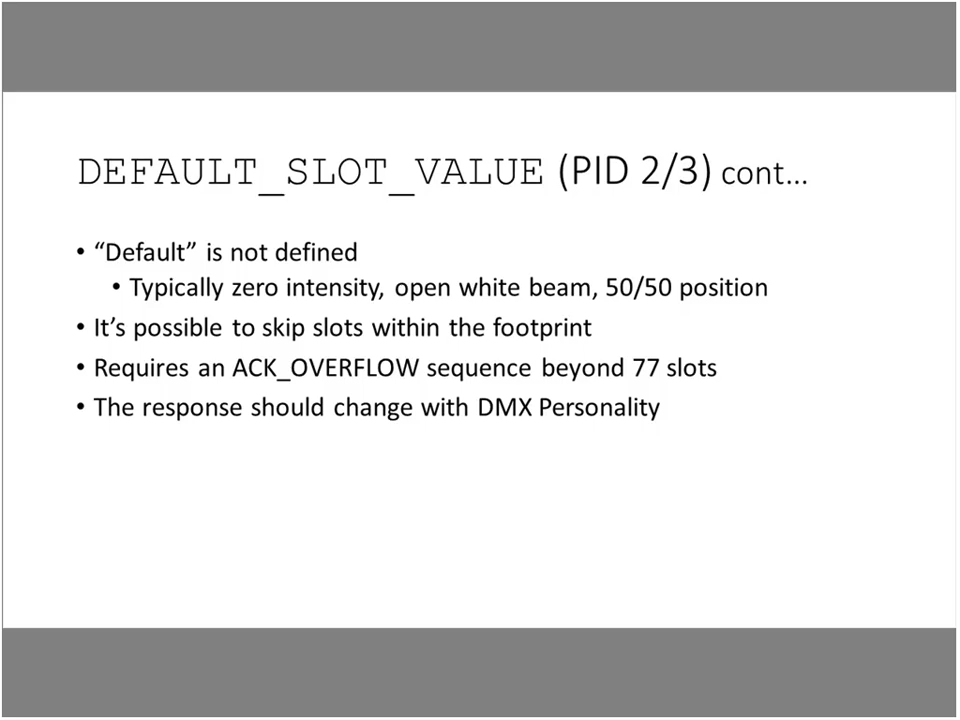 DEFAULT_SLOT_VALUE (PID 2/3) cont…
• “Default” is not defined
• Typically zero intensity, open white beam, 50/50 position
• It’s possible to skip slots within the footprint
• Requires an ACK_OVERFLOW sequence beyond 77 slots
• The response should change with DMX Personality